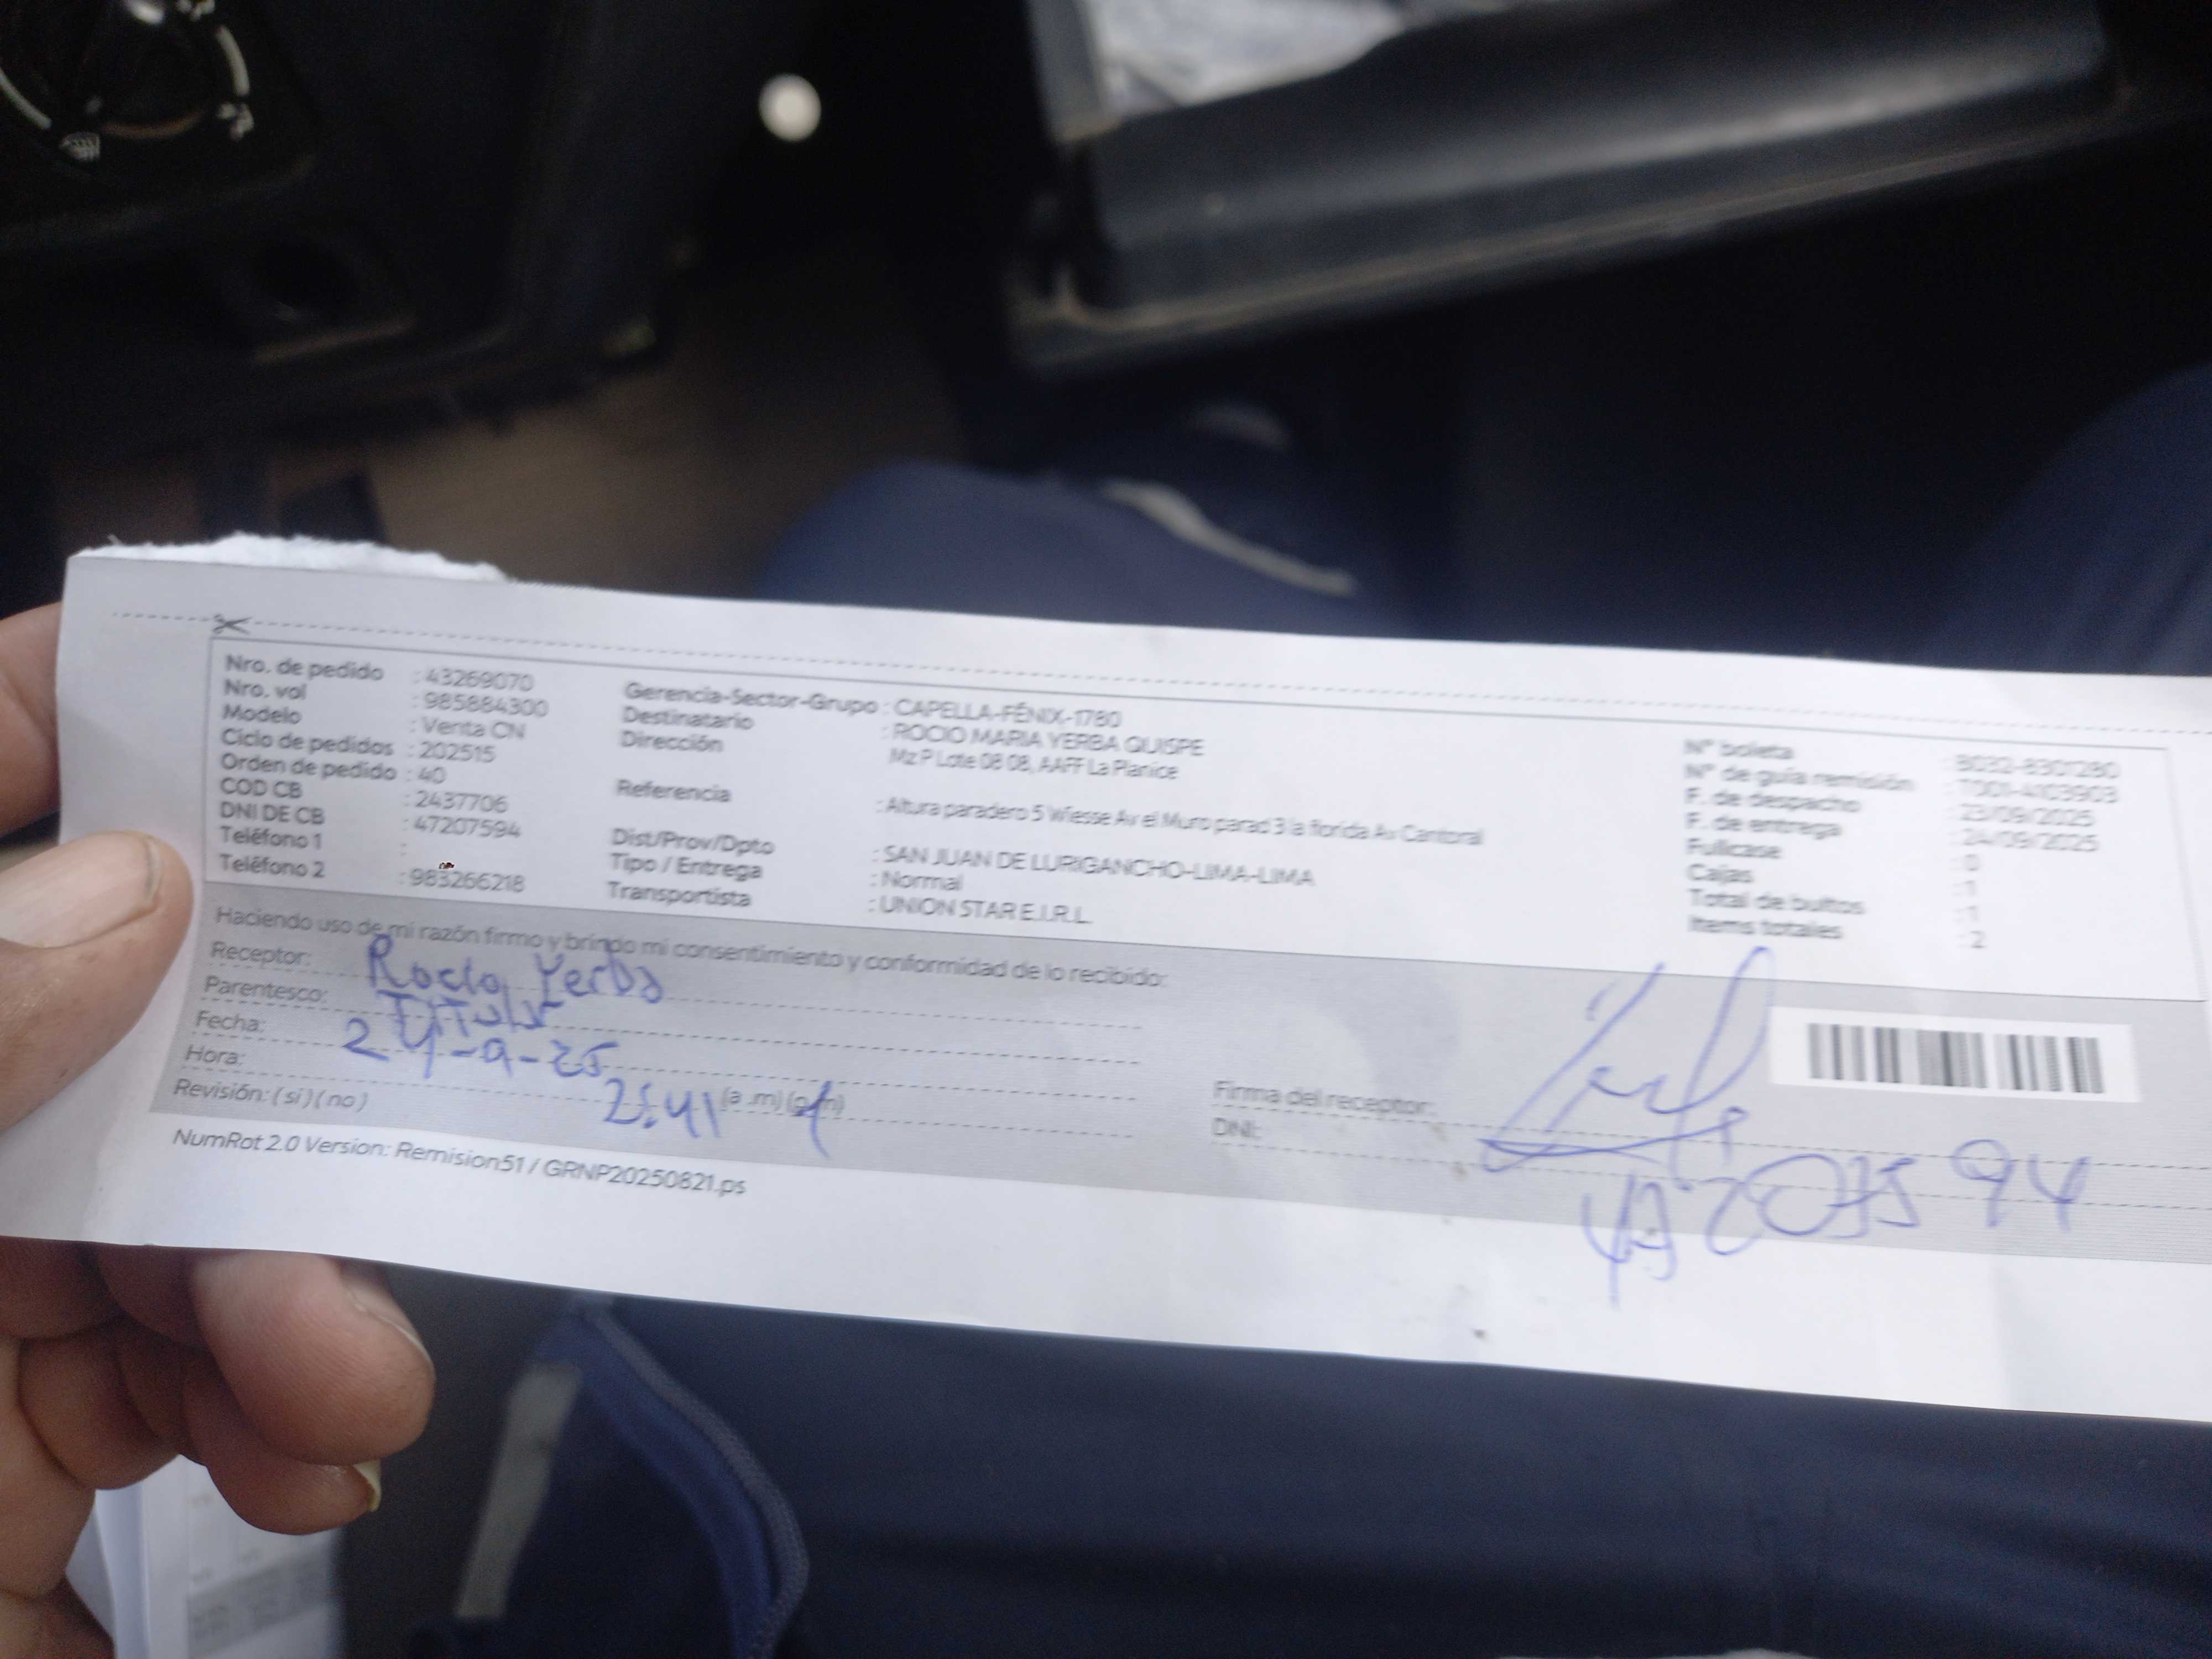 Nro. de pedido : 43269070
Nro. vol : 985884300
Modelo : Venta CN
Ciclo de pedidos : 202515
Orden de pedido : 40
COD CB : 2437706
DNI DE CB : 47207594
Teléfono 1 :
Teléfono 2 : 983266218
Gerencia-Sector-Grupo : CAPELLA-FÉNIX-1780
Destinatario : ROCIO MARIA YERBA QUISPE
Dirección Mz P Lote 08 08, AAFF La Planice
Referencia : Altura paradero 5 Wiesse Av el Muro parad 3 la florida Av Cantoral
Dist/Prov/Dpto : SAN JUAN DE LURIGANCHO-LIMA-LIMA
Tipo / Entrega : Normal
Transportista : UNION STAR E.I.R.L.
N° boleta : B032-8301280
N° de guía remisión : T001-4103903
F. de despacho : 23/09/2025
F. de entrega : 24/09/2025
Fullcase : 0
Cajas : 1
Total de bultos : 1
Items totales : 2
Haciendo uso de mi razón firmo y brindo mi consentimiento y conformidad de lo recibido:
Receptor: Rocio Yerba
Parentesco: Titular
Fecha: 24-9-25
Hora: 2:41 (a .m) (p.m)
Revisión: ( si ) ( no )
Firma del receptor:
DNI: 47207594
NumRot 2.0 Version: Remision51 / GRNP20250821.ps